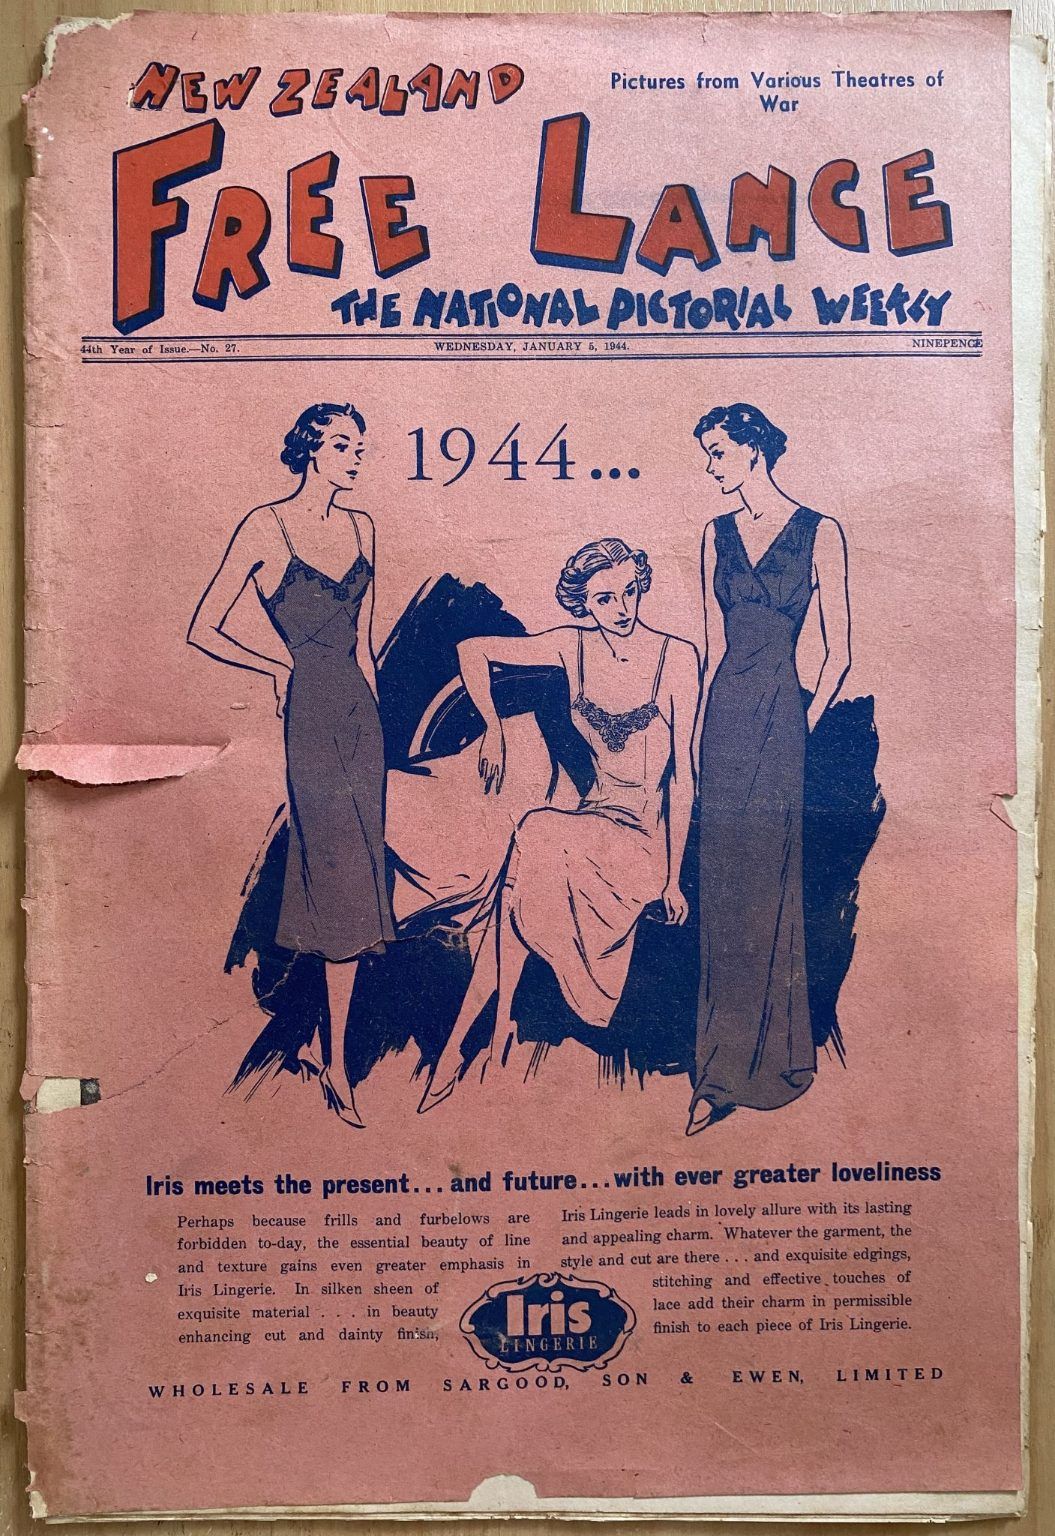 NEW ZEALAND
Pictures from Various Theatres of
War
FREE LANCE
THE NATIONAL PICTORIAL WEEKLY
44th Year of Issue.—No. 27.
WEDNESDAY, JANUARY 5, 1944.
NINEPENCE
1944...
Iris meets the present...and future...with ever greater loveliness
Perhaps because frills and furbelows are
forbidden to-day, the essential beauty of line
and texture gains even greater emphasis in
Iris Lingerie. In silken sheen of
exquisite material . . . in beauty
enhancing cut and dainty finish,
Iris Lingerie leads in lovely allure with its lasting
and appealing charm. Whatever the garment, the
style and cut are there . . . and exquisite edgings,
stitching and effective touches of
lace add their charm in permissible
finish to each piece of Iris Lingerie.
Iris
LINGERIE
WHOLESALE FROM SARGOOD, SON & EWEN, LIMITED